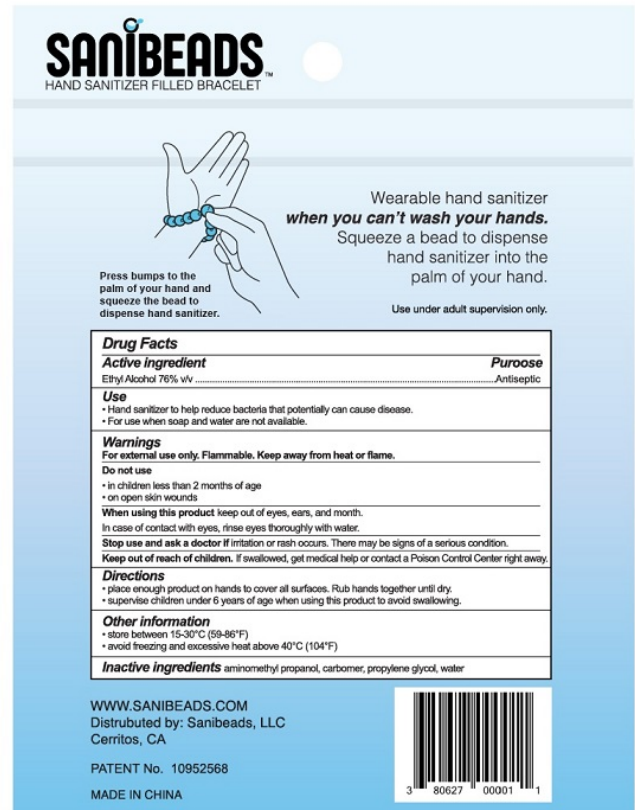 SANIBEADS™
HAND SANITIZER FILLED BRACELET
Wearable hand sanitizer
when you can't wash your hands.
Squeeze a bead to dispense
hand sanitizer into the
palm of your hand.
Press bumps to the
palm of your hand and
squeeze the bead to
dispense hand sanitizer.
Use under adult supervision only.
Drug Facts
Active ingredient Puroose
Ethyl Alcohol 76% v/v ........ Antiseptic
Use
• Hand sanitizer to help reduce bacteria that potentially can cause disease.
• For use when soap and water are not available.
Warnings
For external use only. Flammable. Keep away from heat or flame.
Do not use
• in children less than 2 months of age
• on open skin wounds
When using this product keep out of eyes, ears, and month.
In case of contact with eyes, rinse eyes thoroughly with water.
Stop use and ask a doctor if irritation or rash occurs. There may be signs of a serious condition.
Keep out of reach of children. If swallowed, get medical help or contact a Poison Control Center right away.
Directions
• place enough product on hands to cover all surfaces. Rub hands together until dry.
• supervise children under 6 years of age when using this product to avoid swallowing.
Other information
• store between 15-30°C (59-86°F)
• avoid freezing and excessive heat above 40°C (104°F)
Inactive ingredients aminomethyl propanol, carbomer, propylene glycol, water
WWW.SANIBEADS.COM
Distrubuted by: Sanibeads, LLC
Cerritos, CA
PATENT No. 10952568
MADE IN CHINA
3 80627 00001 1